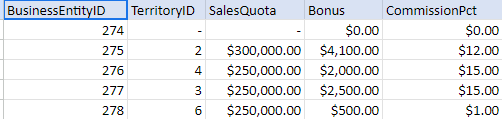 BusinessEntityID TerritoryID SalesQuota Bonus CommissionPct
274 - - $0.00 $0.00
275 2 $300,000.00 $4,100.00 $12.00
276 4 $250,000.00 $2,000.00 $15.00
277 3 $250,000.00 $2,500.00 $15.00
278 6 $250,000.00 $500.00 $1.00